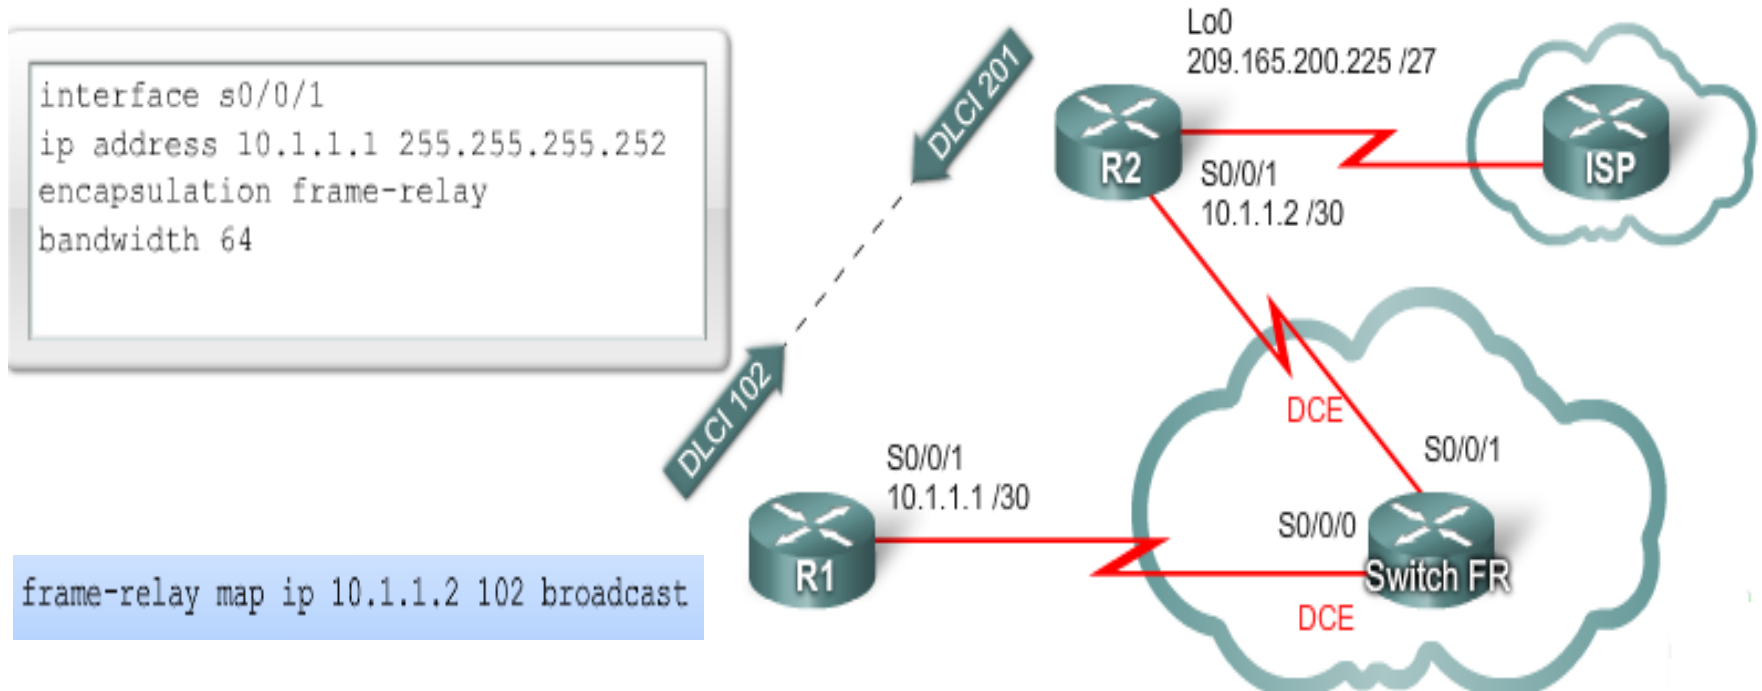 interface s0/0/1
ip address 10.1.1.1 255.255.255.252
encapsulation frame-relay
bandwidth 64
frame-relay map ip 10.1.1.2 102 broadcast
DLCI 201
DLCI 102
Lo0
209.165.200.225 /27
R2
S0/0/1
10.1.1.2 /30
ISP
DCE
S0/0/1
S0/0/1
10.1.1.1 /30
R1
S0/0/0
Switch FR
DCE